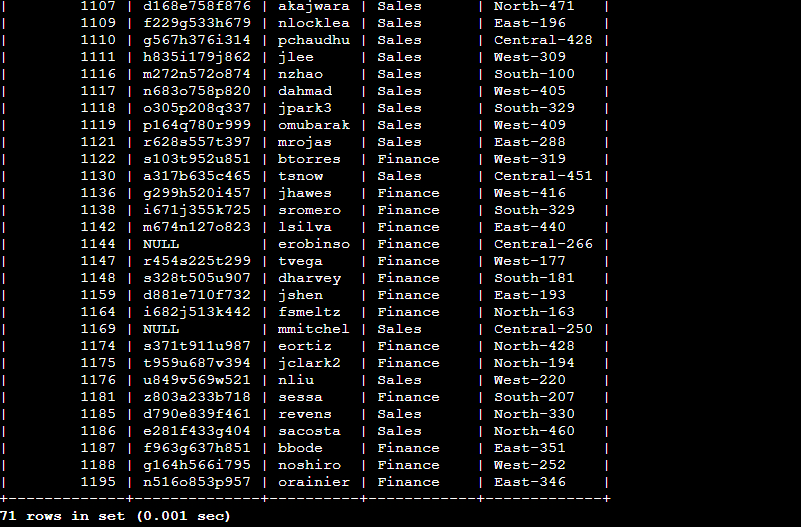 |        1107 | d168e758f876 | akajwara | Sales      | North-471   |
|        1109 | f229g533h679 | nlocklea | Sales      | East-196    |
|        1110 | g567h376i314 | pchaudhu | Sales      | Central-428 |
|        1111 | h835i179j862 | jlee     | Sales      | West-309    |
|        1116 | m272n572o874 | nzhao    | Sales      | South-100   |
|        1117 | n683o758p820 | dahmad   | Sales      | West-405    |
|        1118 | o305p208q337 | jpark3   | Sales      | South-329   |
|        1119 | p164q780r999 | omubarak | Sales      | West-409    |
|        1121 | r628s557t397 | mrojas   | Sales      | East-288    |
|        1122 | s103t952u851 | btorres  | Finance    | West-319    |
|        1130 | a317b635c465 | tsnow    | Sales      | Central-451 |
|        1136 | g299h520i457 | jhawes   | Finance    | West-416    |
|        1138 | i671j355k725 | sromero  | Finance    | South-329   |
|        1142 | m674n127o823 | lsilva   | Finance    | East-440    |
|        1144 | NULL         | erobinso | Finance    | Central-266 |
|        1147 | r454s225t299 | tvega    | Finance    | West-177    |
|        1148 | s328t505u907 | dharvey  | Finance    | South-181   |
|        1159 | d881e710f732 | jshen    | Finance    | East-193    |
|        1164 | i682j513k442 | fsmeltz  | Finance    | North-163   |
|        1169 | NULL         | mmitchel | Sales      | Central-250 |
|        1174 | s371t911u987 | eortiz   | Finance    | North-428   |
|        1175 | t959u687v394 | jclark2  | Finance    | North-194   |
|        1176 | u849v569w521 | nliu     | Sales      | West-220    |
|        1181 | z803a233b718 | sessa    | Finance    | South-207   |
|        1185 | d790e839f461 | revens   | Sales      | North-330   |
|        1186 | e281f433g404 | sacosta  | Sales      | North-460   |
|        1187 | f963g637h851 | bbode    | Finance    | East-351    |
|        1188 | g164h566i795 | noshiro  | Finance    | West-252    |
|        1195 | n516o853p957 | orainier | Finance    | East-346    |
+-------------+--------------+----------+------------+-------------+
71 rows in set (0.001 sec)